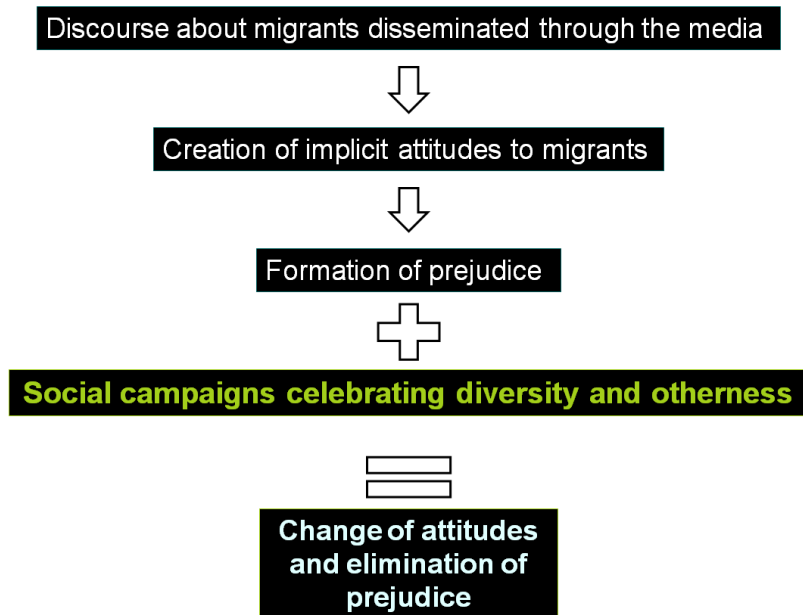 Discourse about migrants disseminated through the media
Creation of implicit attitudes to migrants
Formation of prejudice
Social campaigns celebrating diversity and otherness
Change of attitudes
and elimination of
prejudice